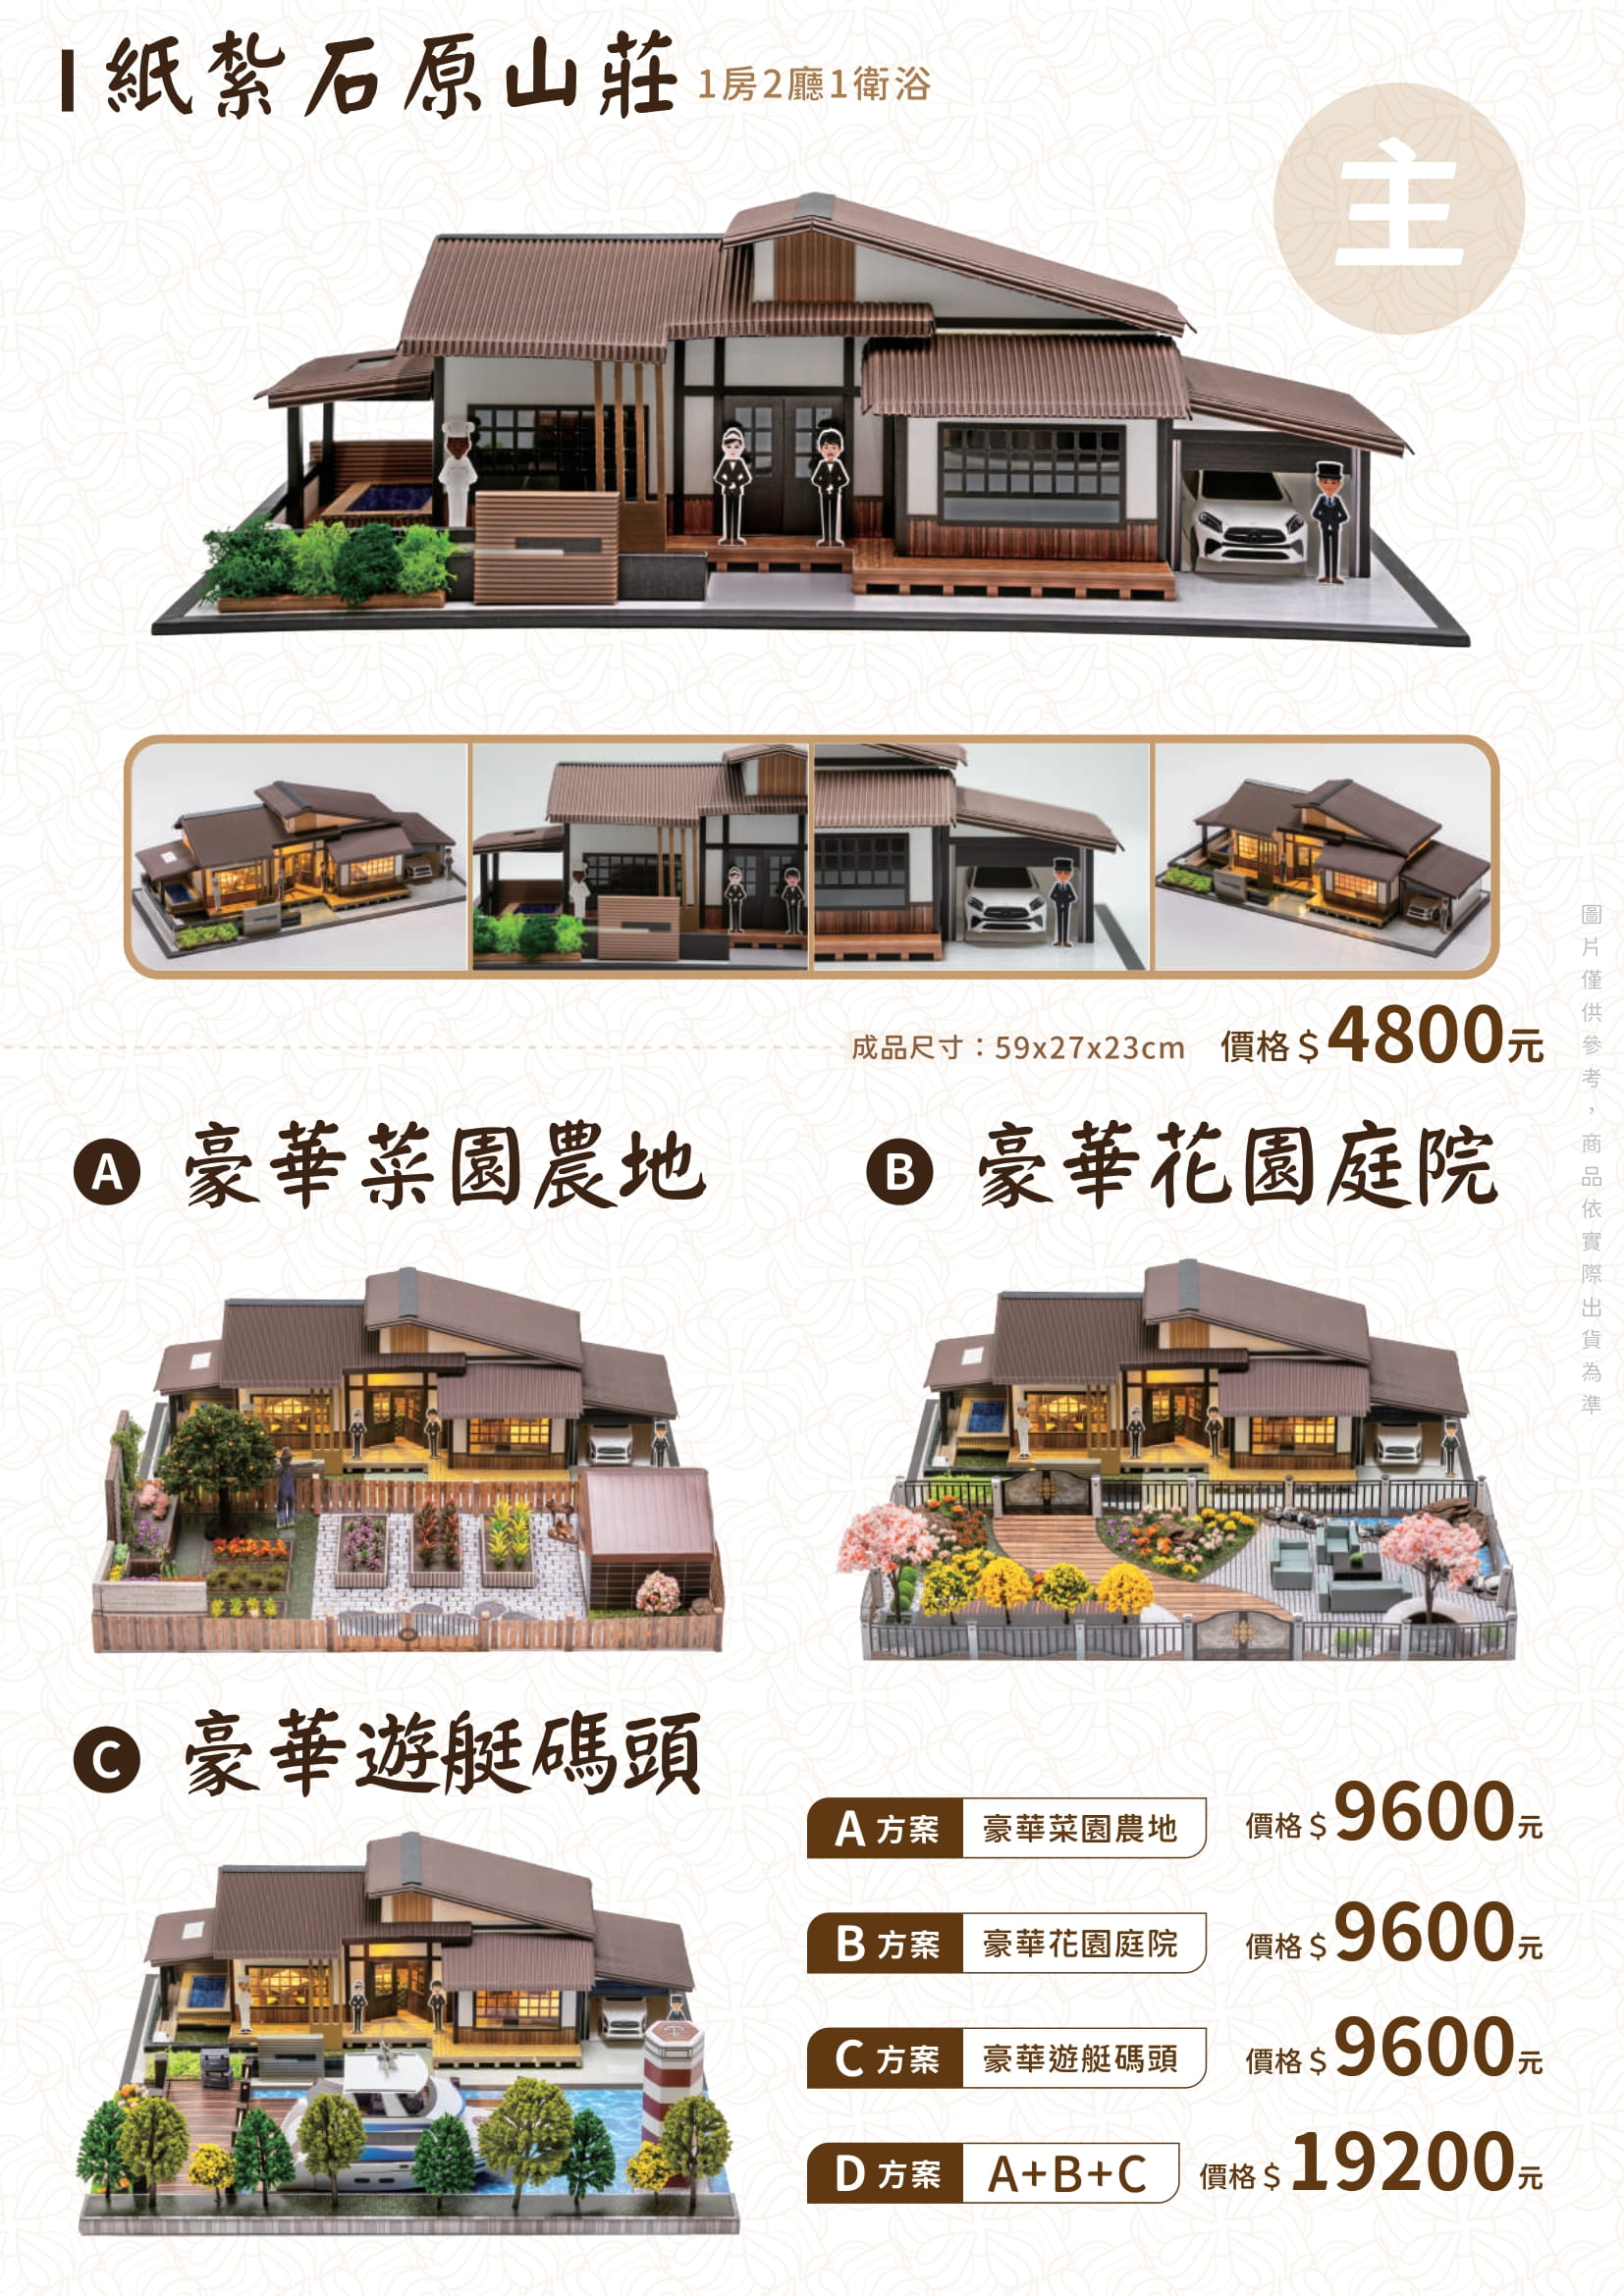 紙紮石原山莊 1房2廳1衛浴
主
成品尺寸：59x27x23cm 價格$4800元
圖片僅供參考，商品依實際出貨為準
A 豪華菜園農地
B 豪華花園庭院
C 豪華遊艇碼頭
A方案 豪華菜園農地 價格$9600元
B方案 豪華花園庭院 價格$9600元
C方案 豪華遊艇碼頭 價格$9600元
D方案 A+B+C 價格$19200元